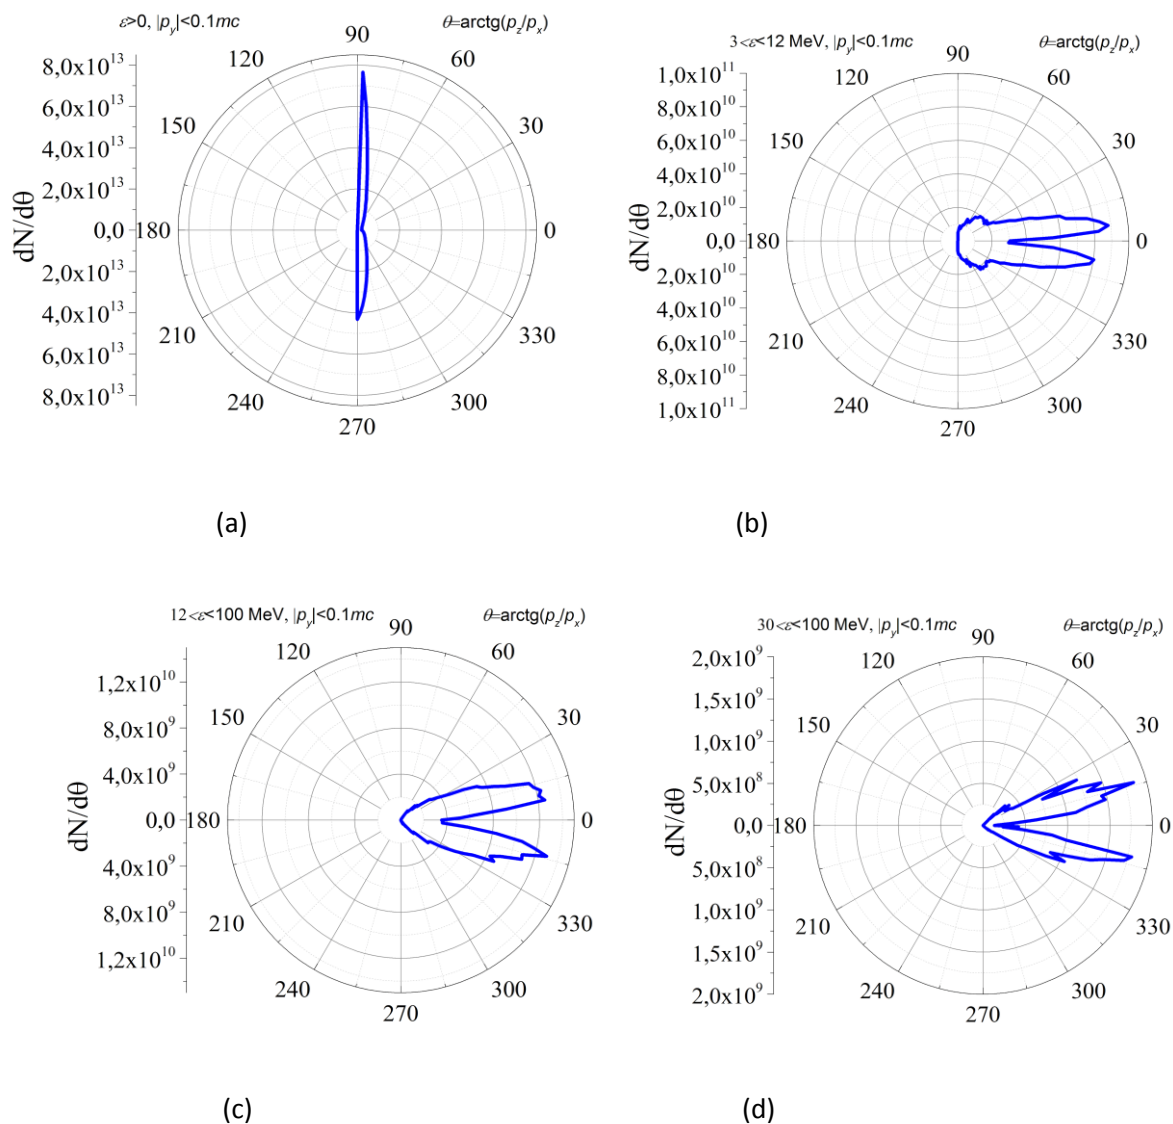 ε>0, |p_y|<0.1mc
θ=arctg(p_z/p_x)
90
120
60
150
30
180
0
210
330
240
300
270
8,0x10^13
6,0x10^13
4,0x10^13
2,0x10^13
0,0
2,0x10^13
4,0x10^13
6,0x10^13
8,0x10^13
dN/dθ
(a)
3<ε<12 MeV, |p_y|<0.1mc
θ=arctg(p_z/p_x)
90
120
60
150
30
180
0
210
330
240
300
270
1,0x10^11
8,0x10^10
6,0x10^10
4,0x10^10
2,0x10^10
0,0
2,0x10^10
4,0x10^10
6,0x10^10
8,0x10^10
1,0x10^11
dN/dθ
(b)
12<ε<100 MeV, |p_y|<0.1mc
θ=arctg(p_z/p_x)
90
120
60
150
30
180
0
210
330
240
300
270
1,2x10^10
8,0x10^9
4,0x10^9
0,0
4,0x10^9
8,0x10^9
1,2x10^10
dN/dθ
(c)
30<ε<100 MeV, |p_y|<0.1mc
θ=arctg(p_z/p_x)
90
120
60
150
30
180
0
210
330
240
300
270
2,0x10^9
1,5x10^9
1,0x10^9
5,0x10^8
0,0
5,0x10^8
1,0x10^9
1,5x10^9
2,0x10^9
dN/dθ
(d)